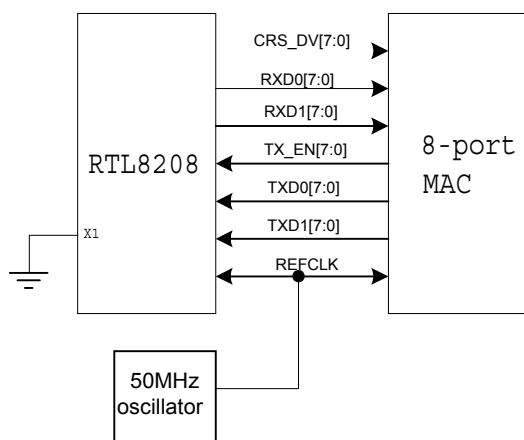 CRS_DV[7:0]
RXD0[7:0]
RXD1[7:0]
TX_EN[7:0]
RTL8208
8-port
MAC
TXD0[7:0]
TXD1[7:0]
X1
REFCLK
50MHz
oscillator